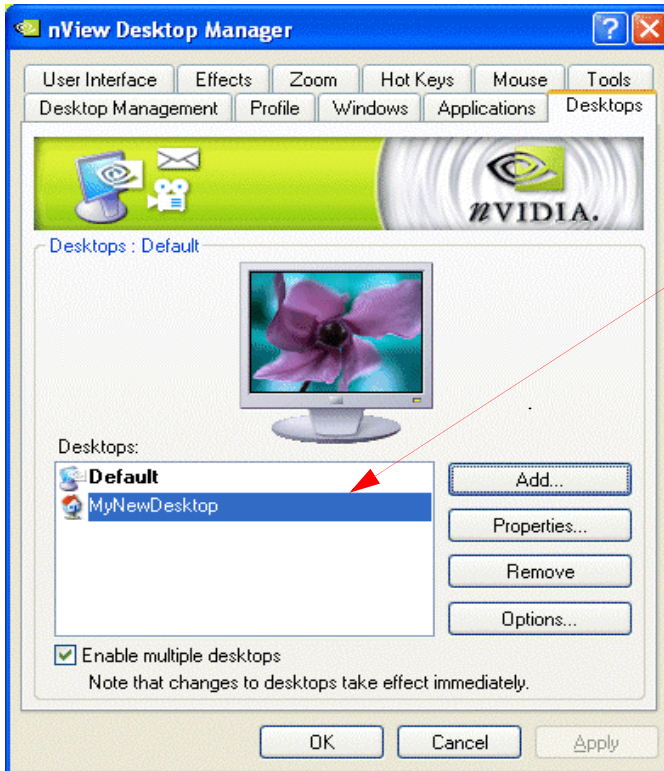 nView Desktop Manager
User Interface Effects Zoom Hot Keys Mouse Tools
Desktop Management Profile Windows Applications Desktops
nVIDIA.
Desktops : Default
Desktops:
Default
MyNewDesktop
Add...
Properties...
Remove
Options...
Enable multiple desktops
Note that changes to desktops take effect immediately.
OK Cancel Apply